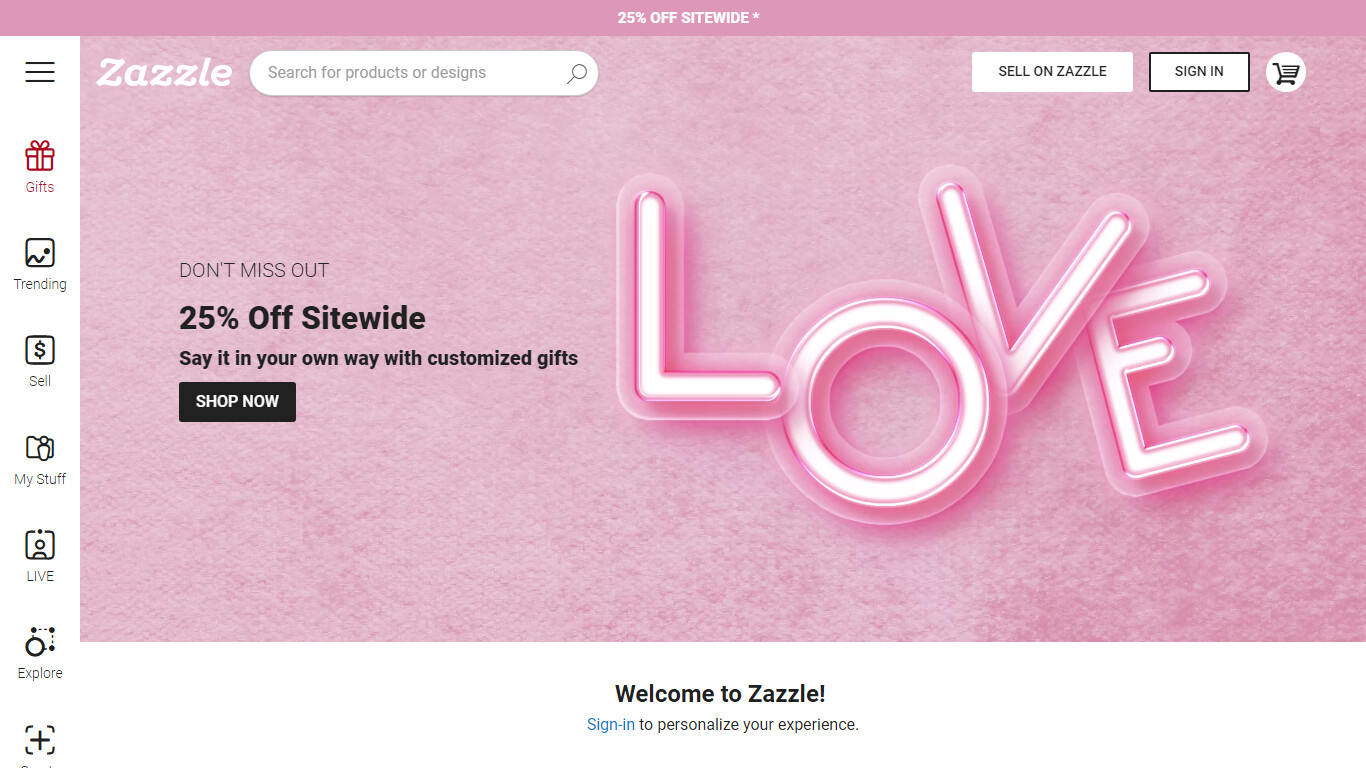 25% OFF SITEWIDE *
Zazzle
Search for products or designs
SELL ON ZAZZLE
SIGN IN
Gifts
Trending
Sell
My Stuff
LIVE
Explore
DON'T MISS OUT
25% Off Sitewide
Say it in your own way with customized gifts
SHOP NOW
LOVE
Welcome to Zazzle!
Sign-in to personalize your experience.